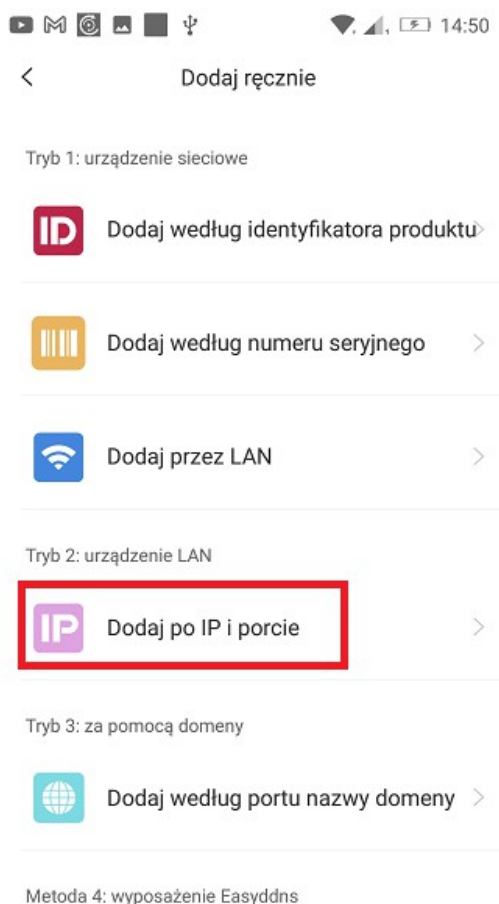 14:50
Dodaj ręcznie
Tryb 1: urządzenie sieciowe
ID
Dodaj według identyfikatora produktu
Dodaj według numeru seryjnego
Dodaj przez LAN
Tryb 2: urządzenie LAN
IP
Dodaj po IP i porcie
Tryb 3: za pomocą domeny
Dodaj według portu nazwy domeny
Metoda 4: wyposażenie Easyddns